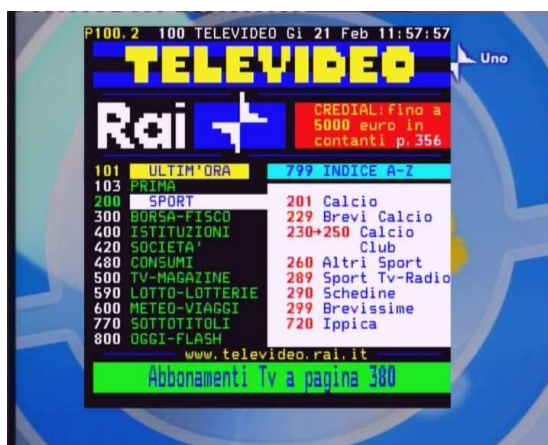 P100.2 100 TELEVIDEO Gi 21 Feb 11:57:57
TELEVIDEO
Uno
Rai
CREDIAL:fino a
5000 euro in
contanti p.356
101 ULTIM'ORA
103 PRIMA
200 SPORT
300 BORSA-FISCO
400 ISTITUZIONI
420 SOCIETA'
480 CONSUMI
500 TV-MAGAZINE
590 LOTTO-LOTTERIE
600 METEO-VIAGGI
770 SOTTOTITOLI
800 OGGI-FLASH
799 INDICE A-Z
201 Calcio
229 Brevi Calcio
230→250 Calcio
Club
260 Altri Sport
289 Sport Tv-Radio
290 Schedine
299 Brevissime
720 Ippica
www.televideo.rai.it
Abbonamenti Tv a pagina 380